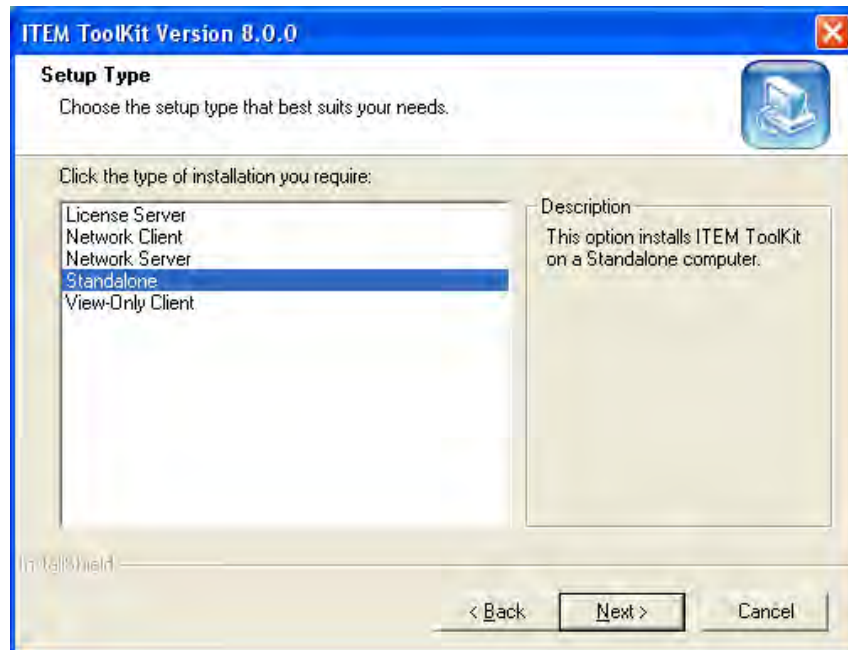 ITEM ToolKit Version 8.0.0
Setup Type
Choose the setup type that best suits your needs.
Click the type of installation you require:
License Server
Network Client
Network Server
Standalone
View-Only Client
Description
This option installs ITEM ToolKit
on a Standalone computer.
InstallShield
< Back
Next >
Cancel